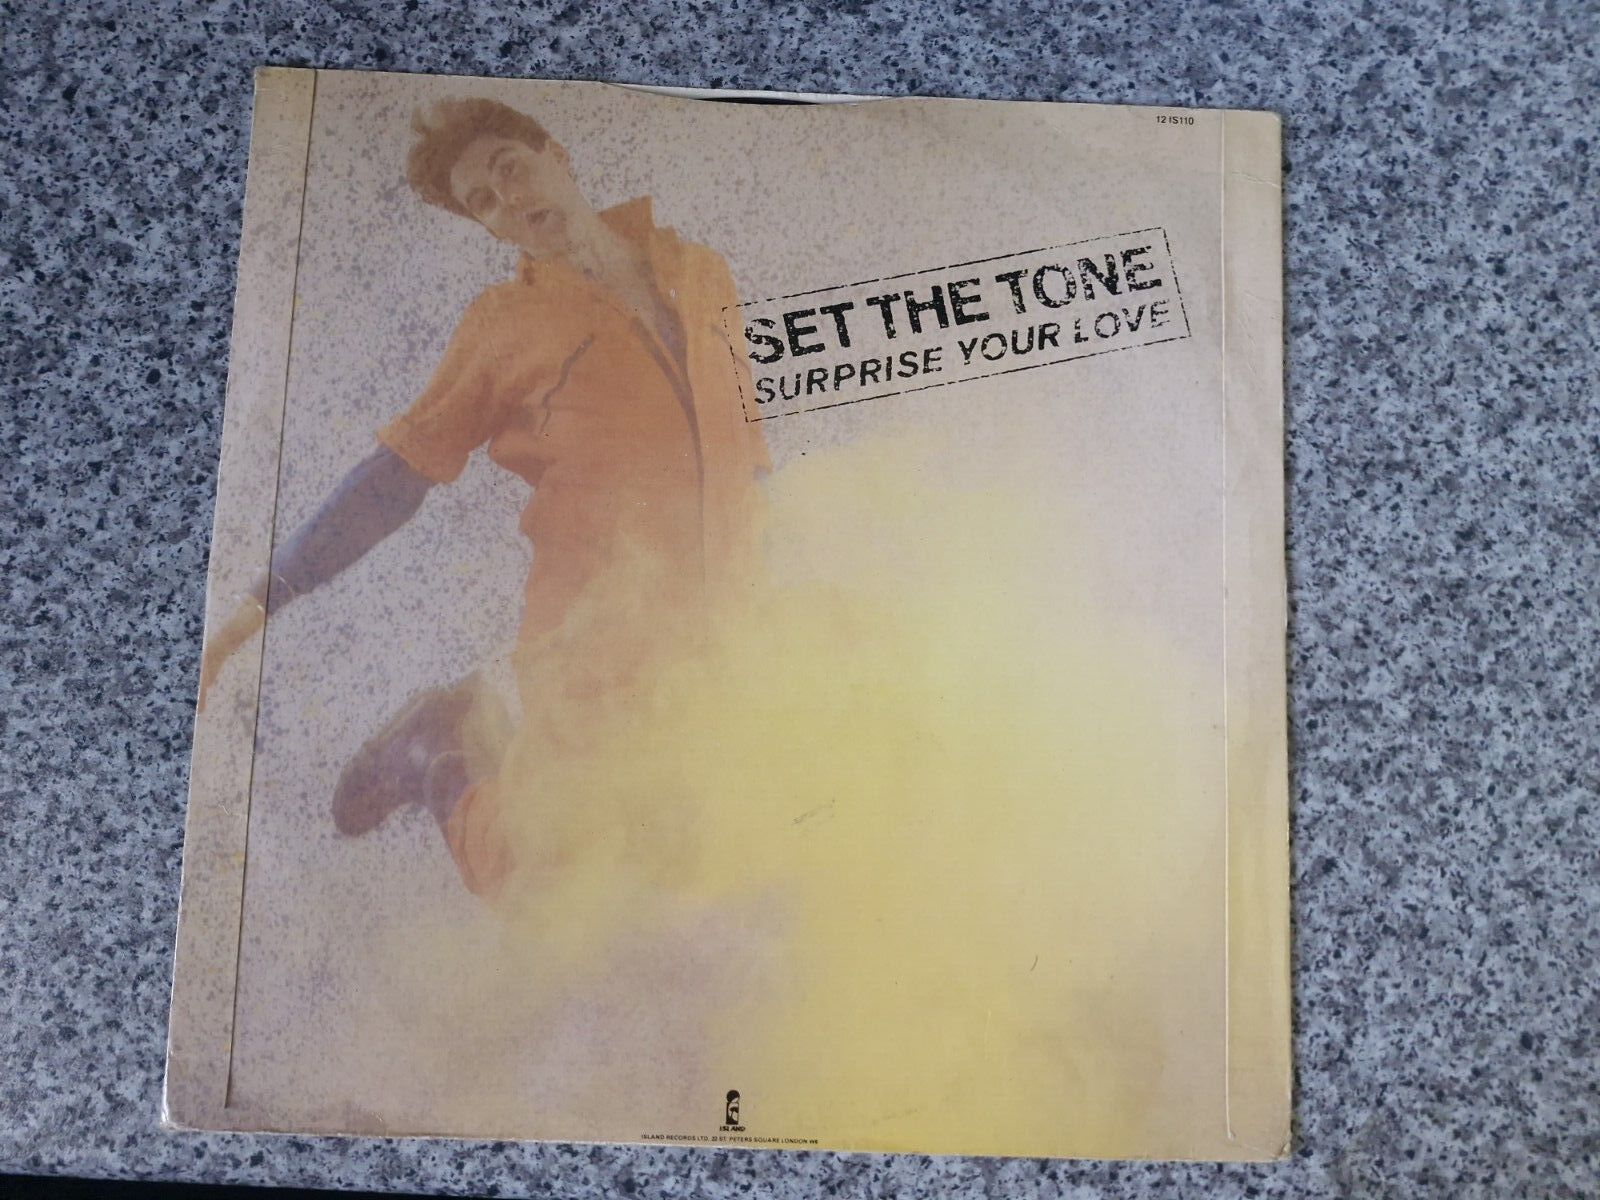 12 IS110
SET THE TONE
SURPRISE YOUR LOVE
ISLAND
ISLAND RECORDS LTD. 22 ST. PETERS SQUARE LONDON W6